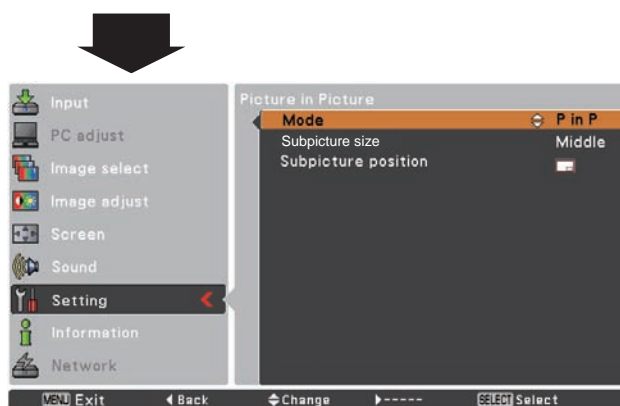 Input
PC adjust
Image select
Image adjust
Screen
Sound
Setting
Information
Network
Picture in Picture
Mode P in P
Subpicture size Middle
Subpicture position
MENU Exit Back Change ----- SELECT Select